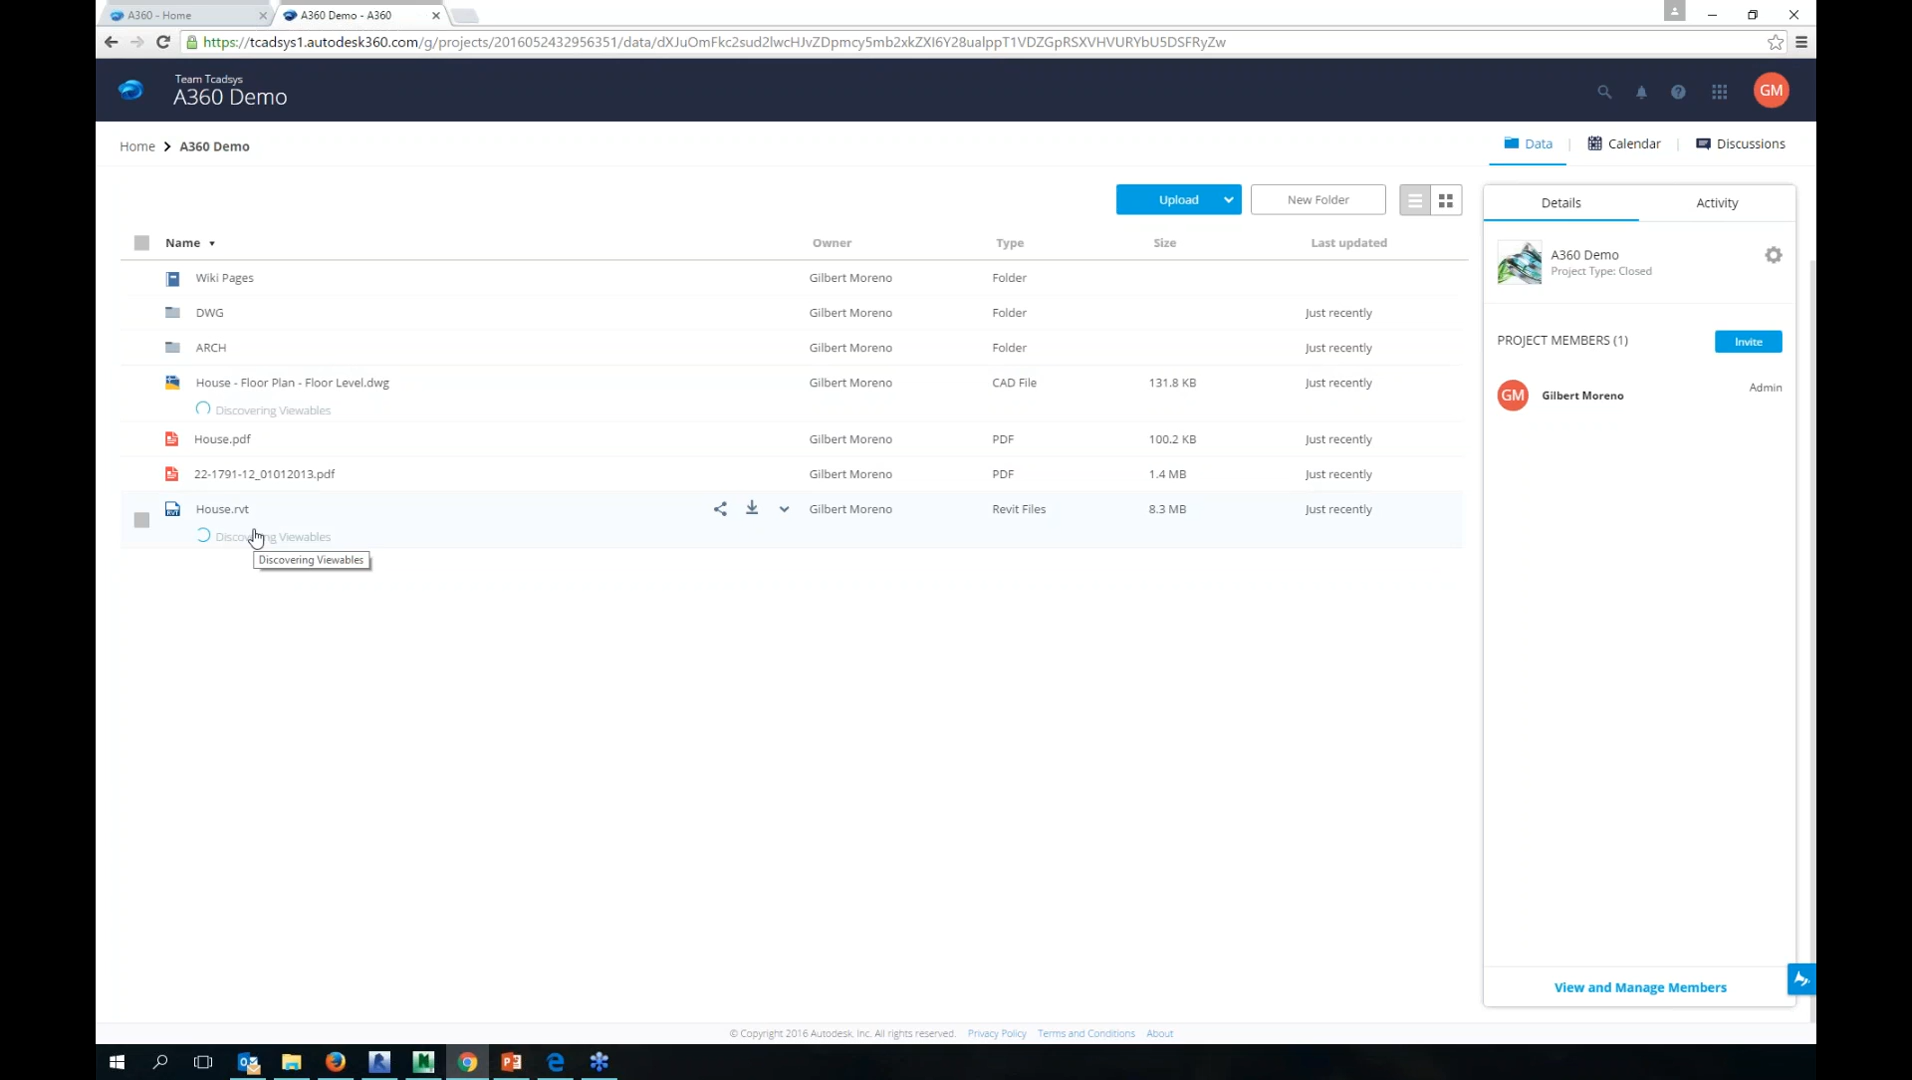 A360 - Home
A360 Demo - A360
https://tcadsys1.autodesk360.com/g/projects/2016052432956351/data/dXJuOmFkc2sud2lwcHJvZDpmcy5mb2xkZXI6Y28ualppT1VDZGpRSXVHVURYbU5DSFRyZw
Team Tcadsys
A360 Demo
GM
Home > A360 Demo
Data | Calendar | Discussions
Upload New Folder
Details Activity
Name Owner Type Size Last updated
A360 Demo
Project Type: Closed
Wiki Pages Gilbert Moreno Folder
DWG Gilbert Moreno Folder Just recently
PROJECT MEMBERS (1) Invite
ARCH Gilbert Moreno Folder Just recently
House - Floor Plan - Floor Level.dwg Gilbert Moreno CAD File 131.8 KB Just recently
Discovering Viewables
GM Gilbert Moreno Admin
House.pdf Gilbert Moreno PDF 100.2 KB Just recently
22-1791-12_01012013.pdf Gilbert Moreno PDF 1.4 MB Just recently
House.rvt Gilbert Moreno Revit Files 8.3 MB Just recently
Discovering Viewables
Discovering Viewables
View and Manage Members
© Copyright 2016 Autodesk, Inc. All rights reserved. Privacy Policy Terms and Conditions About